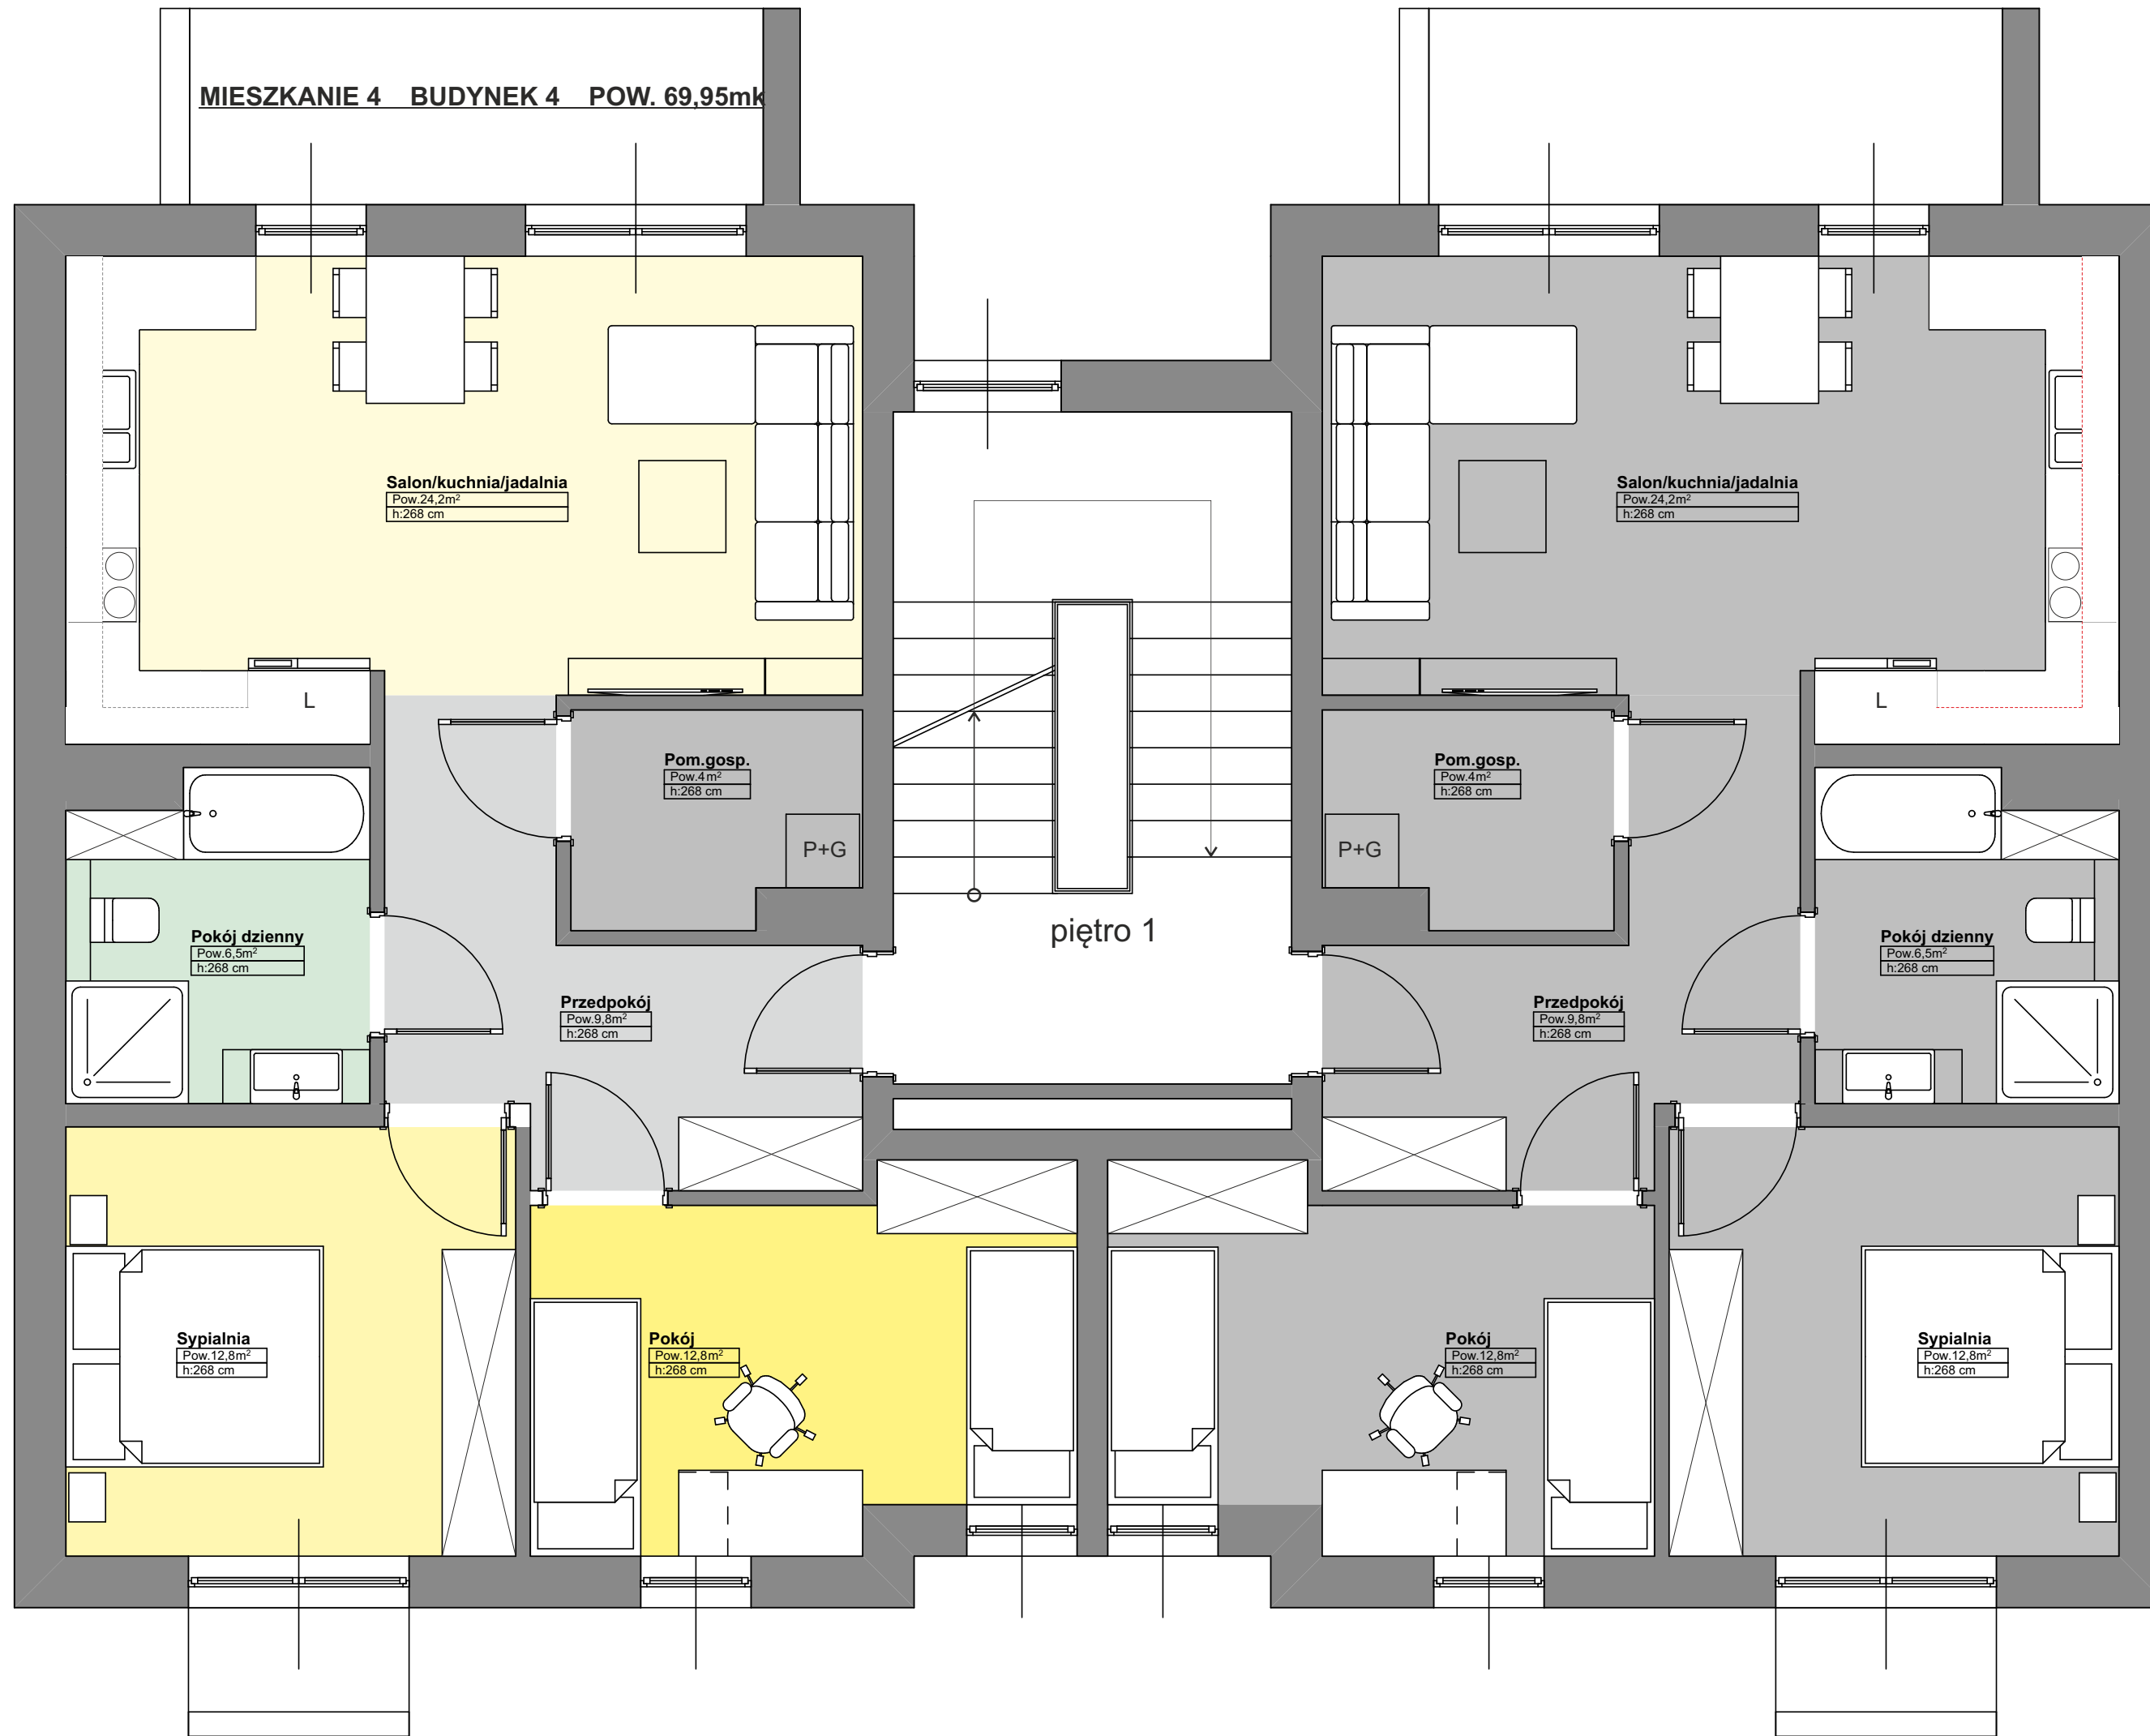 MIESZKANIE 4 BUDYNEK 4 POW. 69,95mk
Salon/kuchnia/jadalnia
Pow.24,2m²
h:268 cm
Salon/kuchnia/jadalnia
Pow.24,2m²
h:268 cm
L
L
Pom.gosp.
Pow.4m²
h:268 cm
Pom.gosp.
Pow.4m²
h:268 cm
P+G
P+G
piętro 1
Pokój dzienny
Pow.6,5m²
h:268 cm
Pokój dzienny
Pow.6,5m²
h:268 cm
Przedpokój
Pow.9,8m²
h:268 cm
Przedpokój
Pow.9,8m²
h:268 cm
Sypialnia
Pow.12,8m²
h:268 cm
Pokój
Pow.12,8m²
h:268 cm
Pokój
Pow.12,8m²
h:268 cm
Sypialnia
Pow.12,8m²
h:268 cm